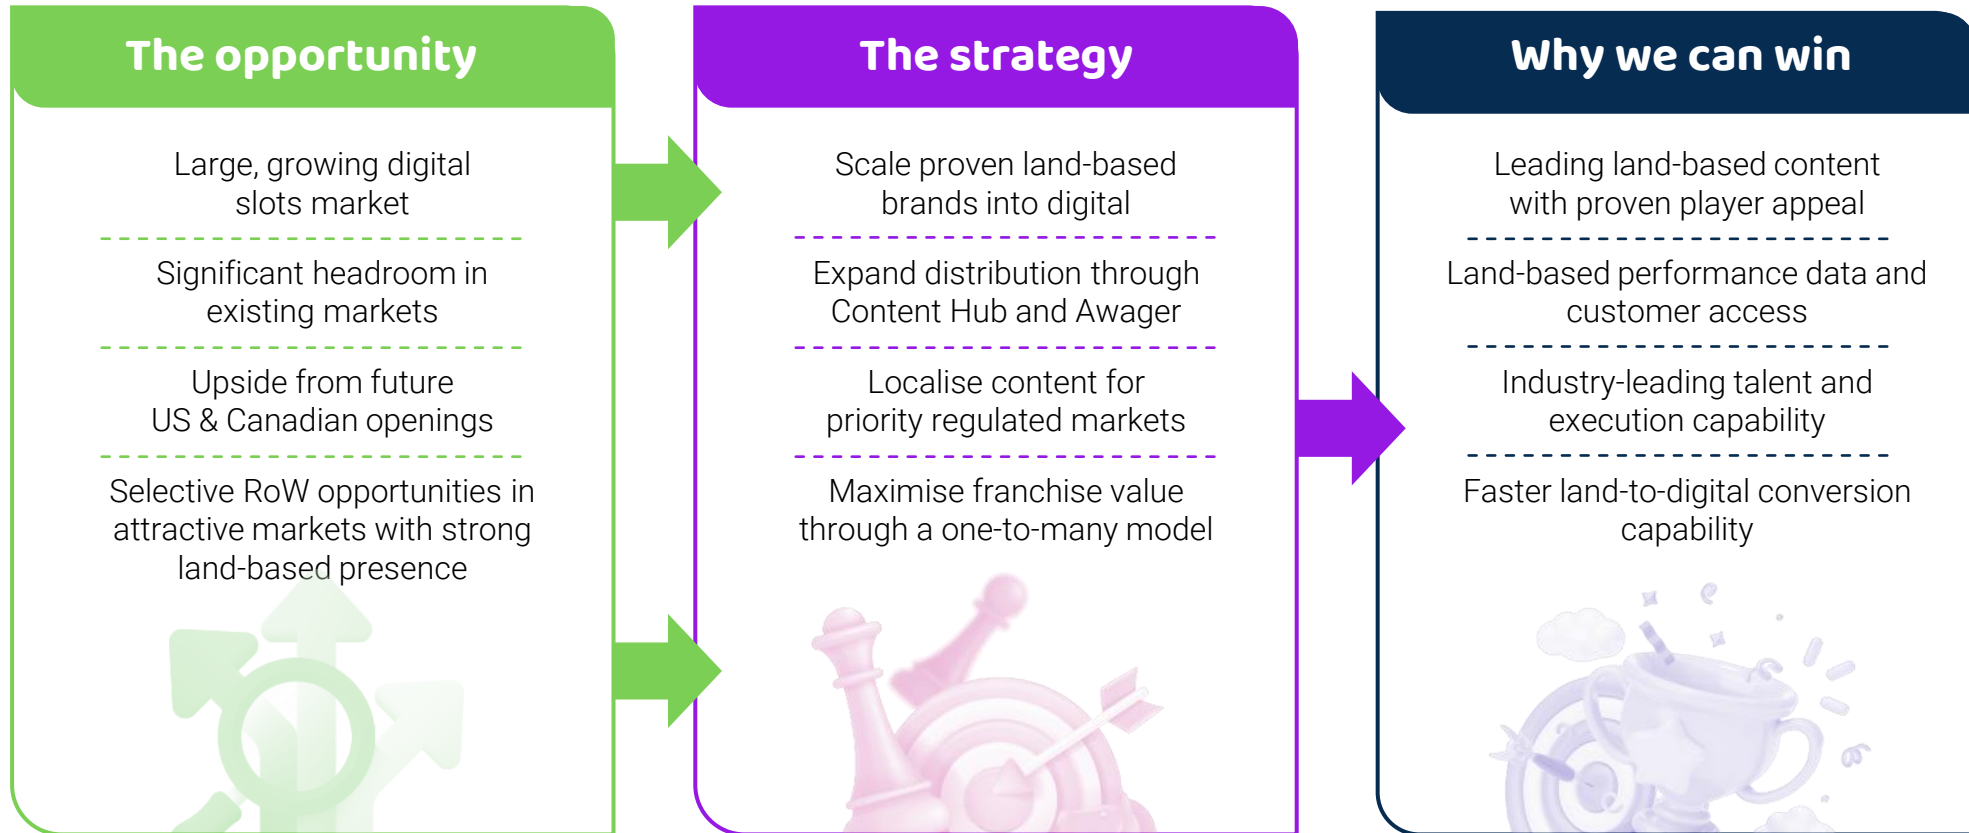 The opportunity
Large, growing digital
slots market
Significant headroom in
existing markets
Upside from future
US & Canadian openings
Selective RoW opportunities in
attractive markets with strong
land-based presence
The strategy
Scale proven land-based
brands into digital
Expand distribution through
Content Hub and Awager
Localise content for
priority regulated markets
Maximise franchise value
through a one-to-many model
Why we can win
Leading land-based content
with proven player appeal
Land-based performance data and
customer access
Industry-leading talent and
execution capability
Faster land-to-digital conversion
capability